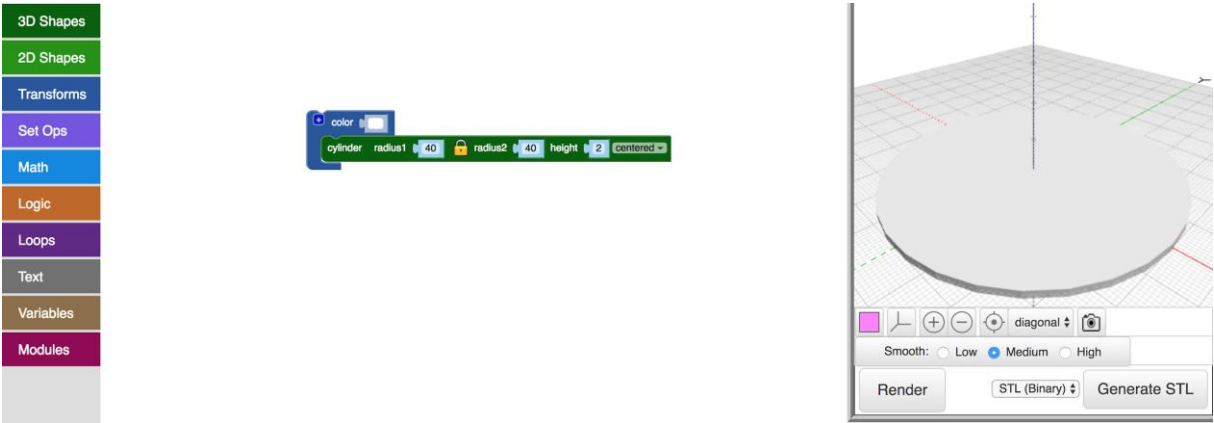 3D Shapes
2D Shapes
Transforms
Set Ops
Math
Logic
Loops
Text
Variables
Modules
+ color
cylinder radius1 40 radius2 40 height 2 centered
Y
diagonal
Smooth: Low Medium High
Render STL (Binary) Generate STL